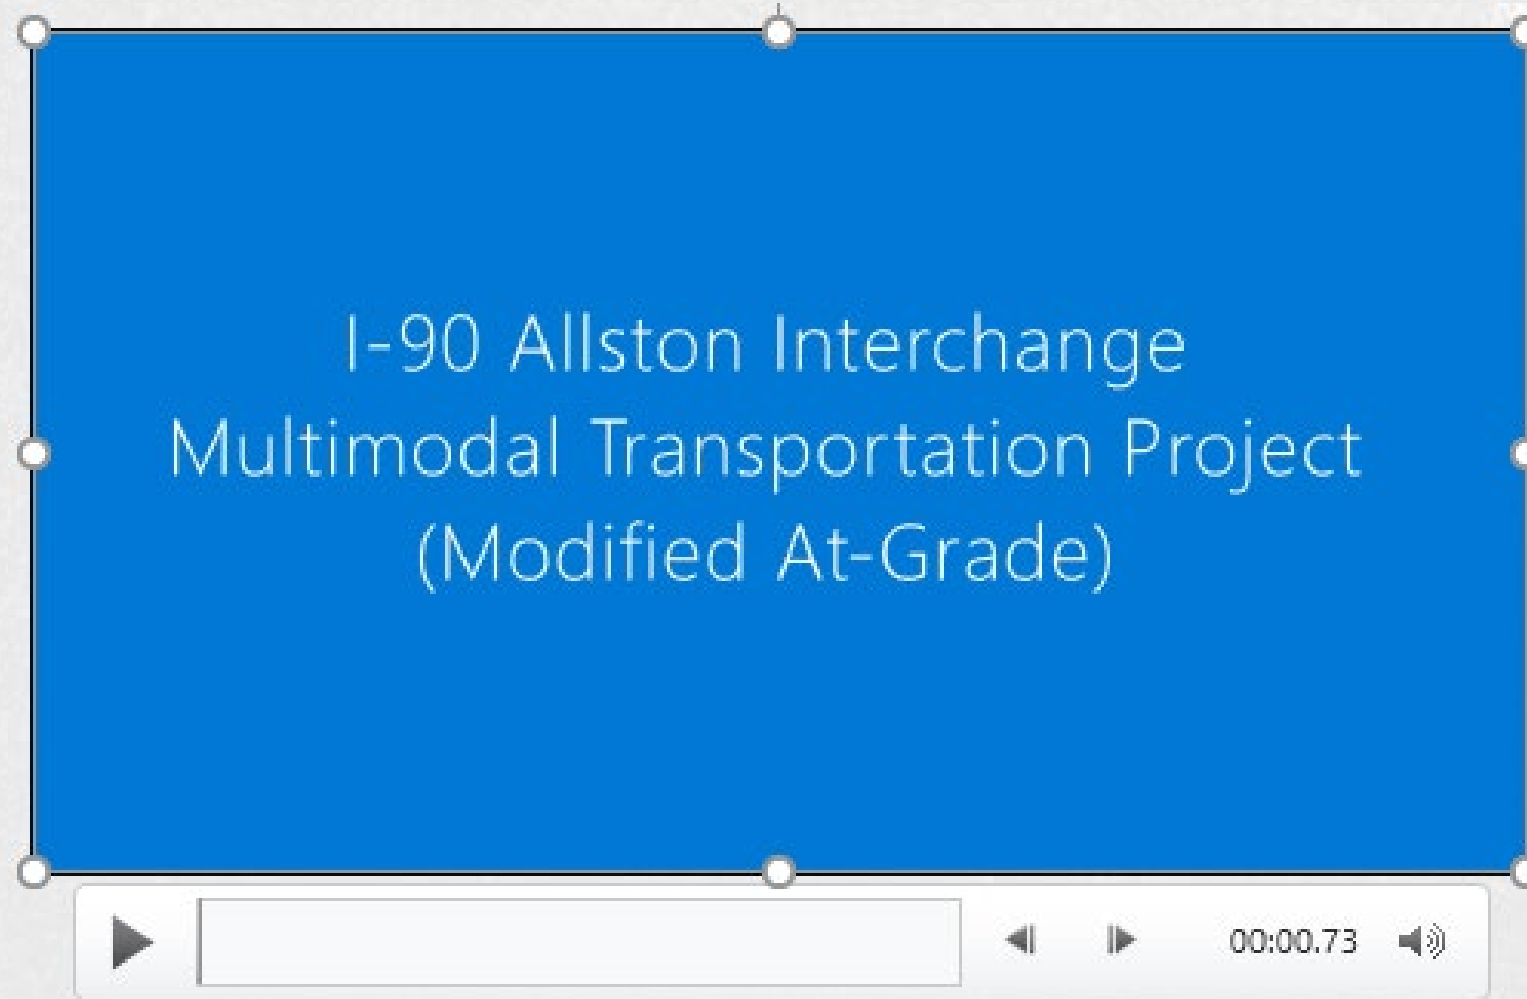 I-90 Allston Interchange
Multimodal Transportation Project
(Modified At-Grade)
00:00.73